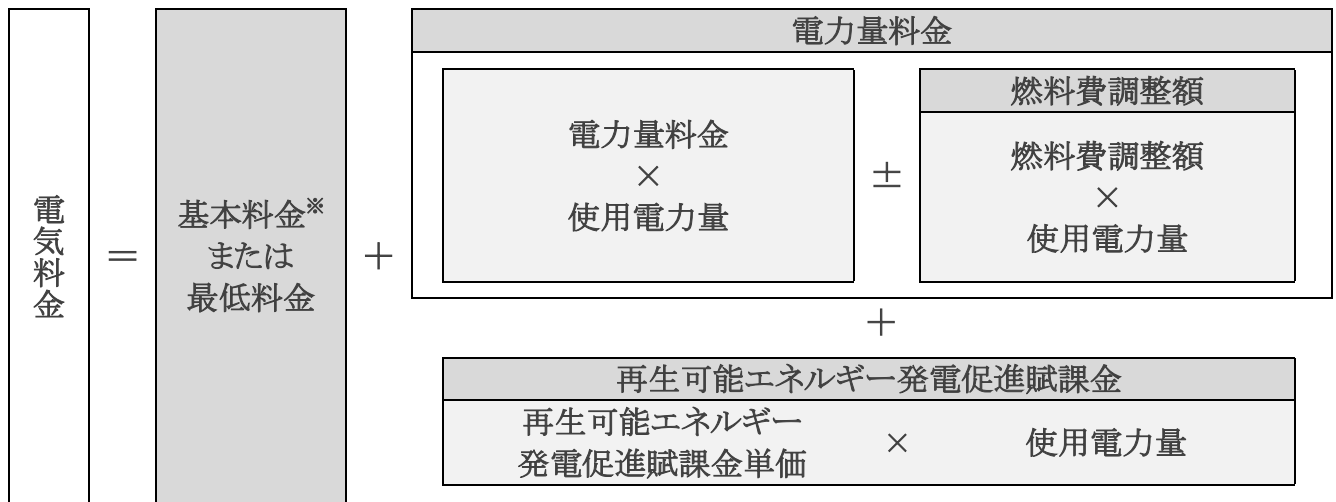 電気料金
＝
基本料金※
または
最低料金
＋
電力量料金
電力量料金
×
使用電力量
±
燃料費調整額
燃料費調整額
×
使用電力量
＋
再生可能エネルギー発電促進賦課金
再生可能エネルギー
発電促進賦課金単価
×
使用電力量